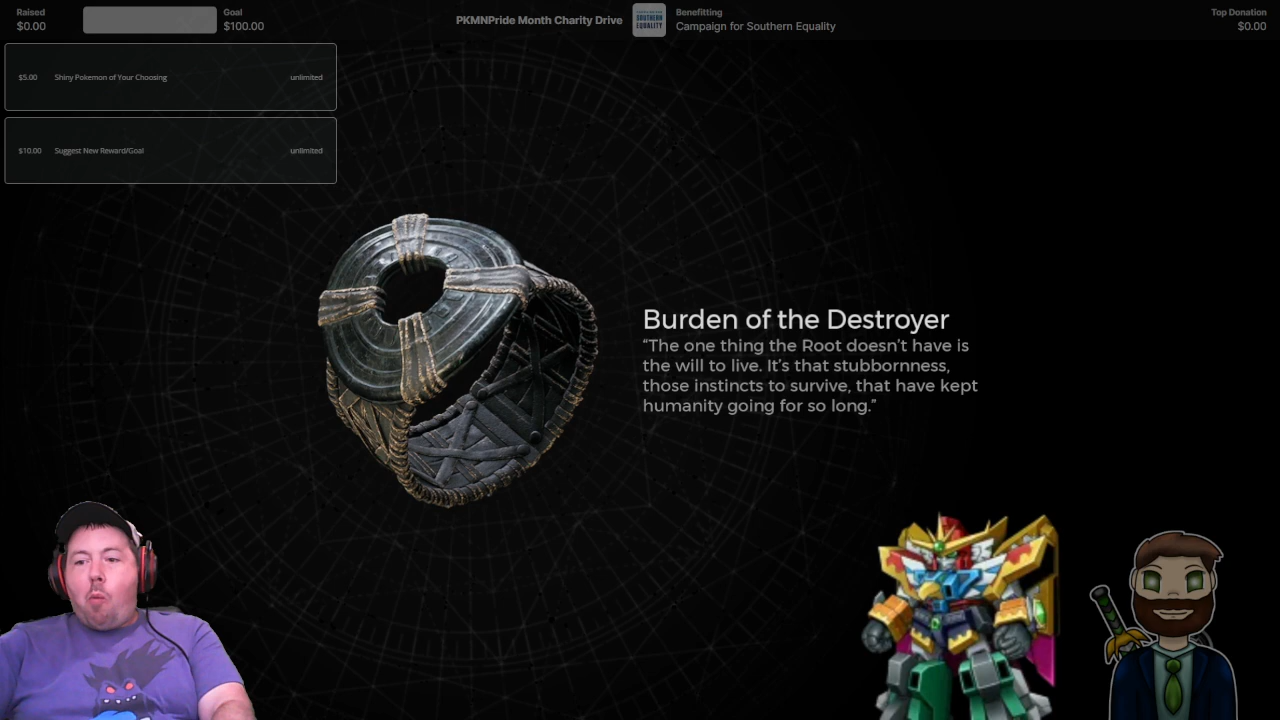 Raised
$0.00
Goal
$100.00
PKMNPride Month Charity Drive
SOUTHERN
EQUALITY
Benefitting
Campaign for Southern Equality
Top Donation
$0.00
$5.00 Shiny Pokemon of Your Choosing unlimited
$10.00 Suggest New Reward/Goal unlimited
Burden of the Destroyer
“The one thing the Root doesn’t have is
the will to live. It’s that stubbornness,
those instincts to survive, that have kept
humanity going for so long.”